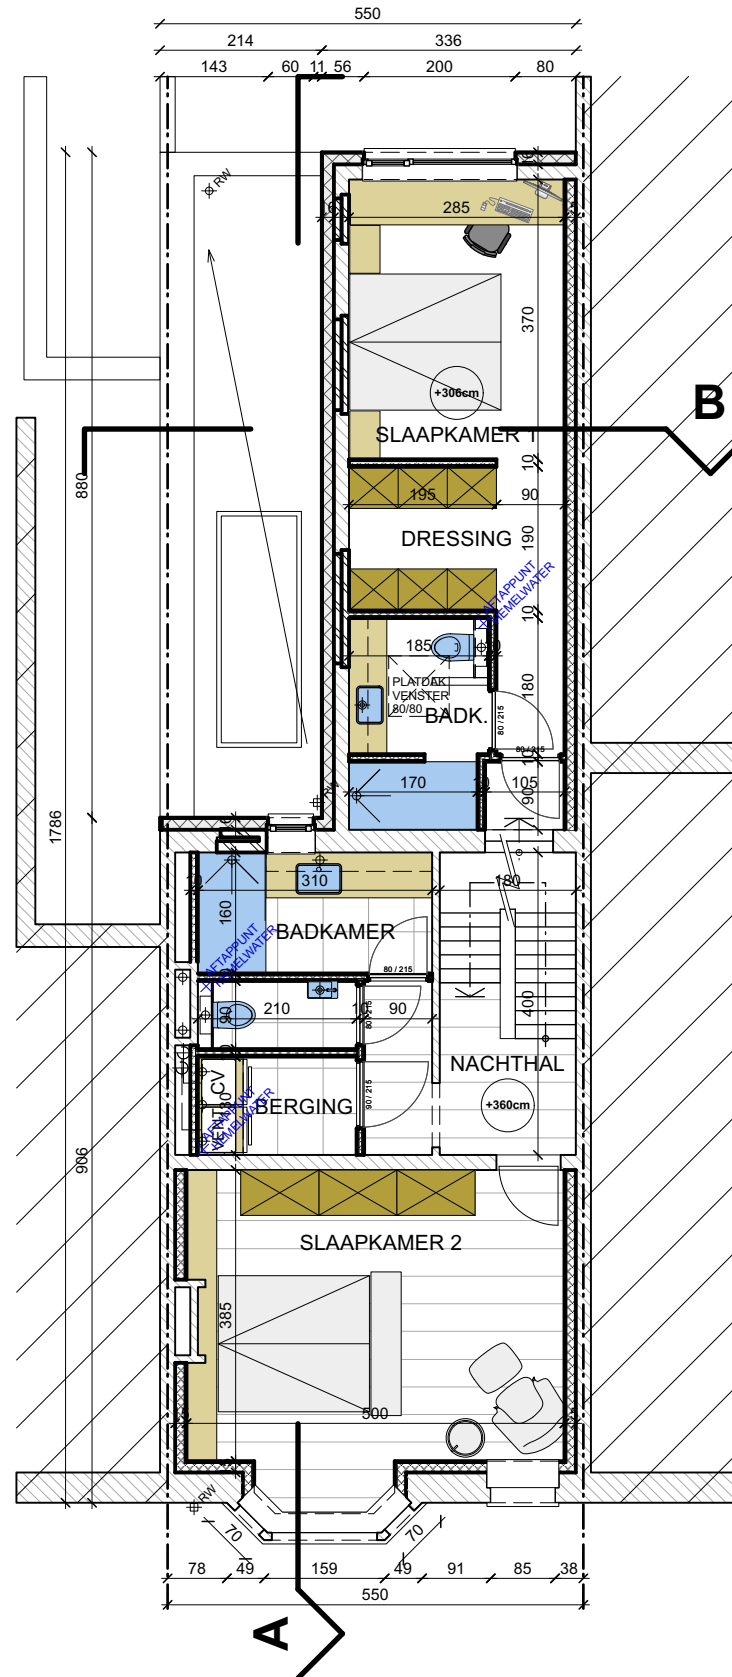 550
214 336
143 60 11 56 200 80
RW
285
370
+306cm
B
SLAAPKAMER 1
10
195 90
880
DRESSING
190
AFTAPPUNT
HEMELWATER
10
185
PLATDAK
VENSTER
80/80
180
BADK.
80 / 215
80 / 215
10
170 10 105
90
1786
310 180
160
BADKAMER
AFTAPPUNT
HEMELWATER
80 / 215
400
210 10 90
90
80 / 215
NACHTHAL
CV
VENT.
BERGING
90 / 215
+360cm
AFTAPPUNT
HEMELWATER
906
SLAAPKAMER 2
385
500
RW
70 70
78 49 159 49 91 85 38
550
A